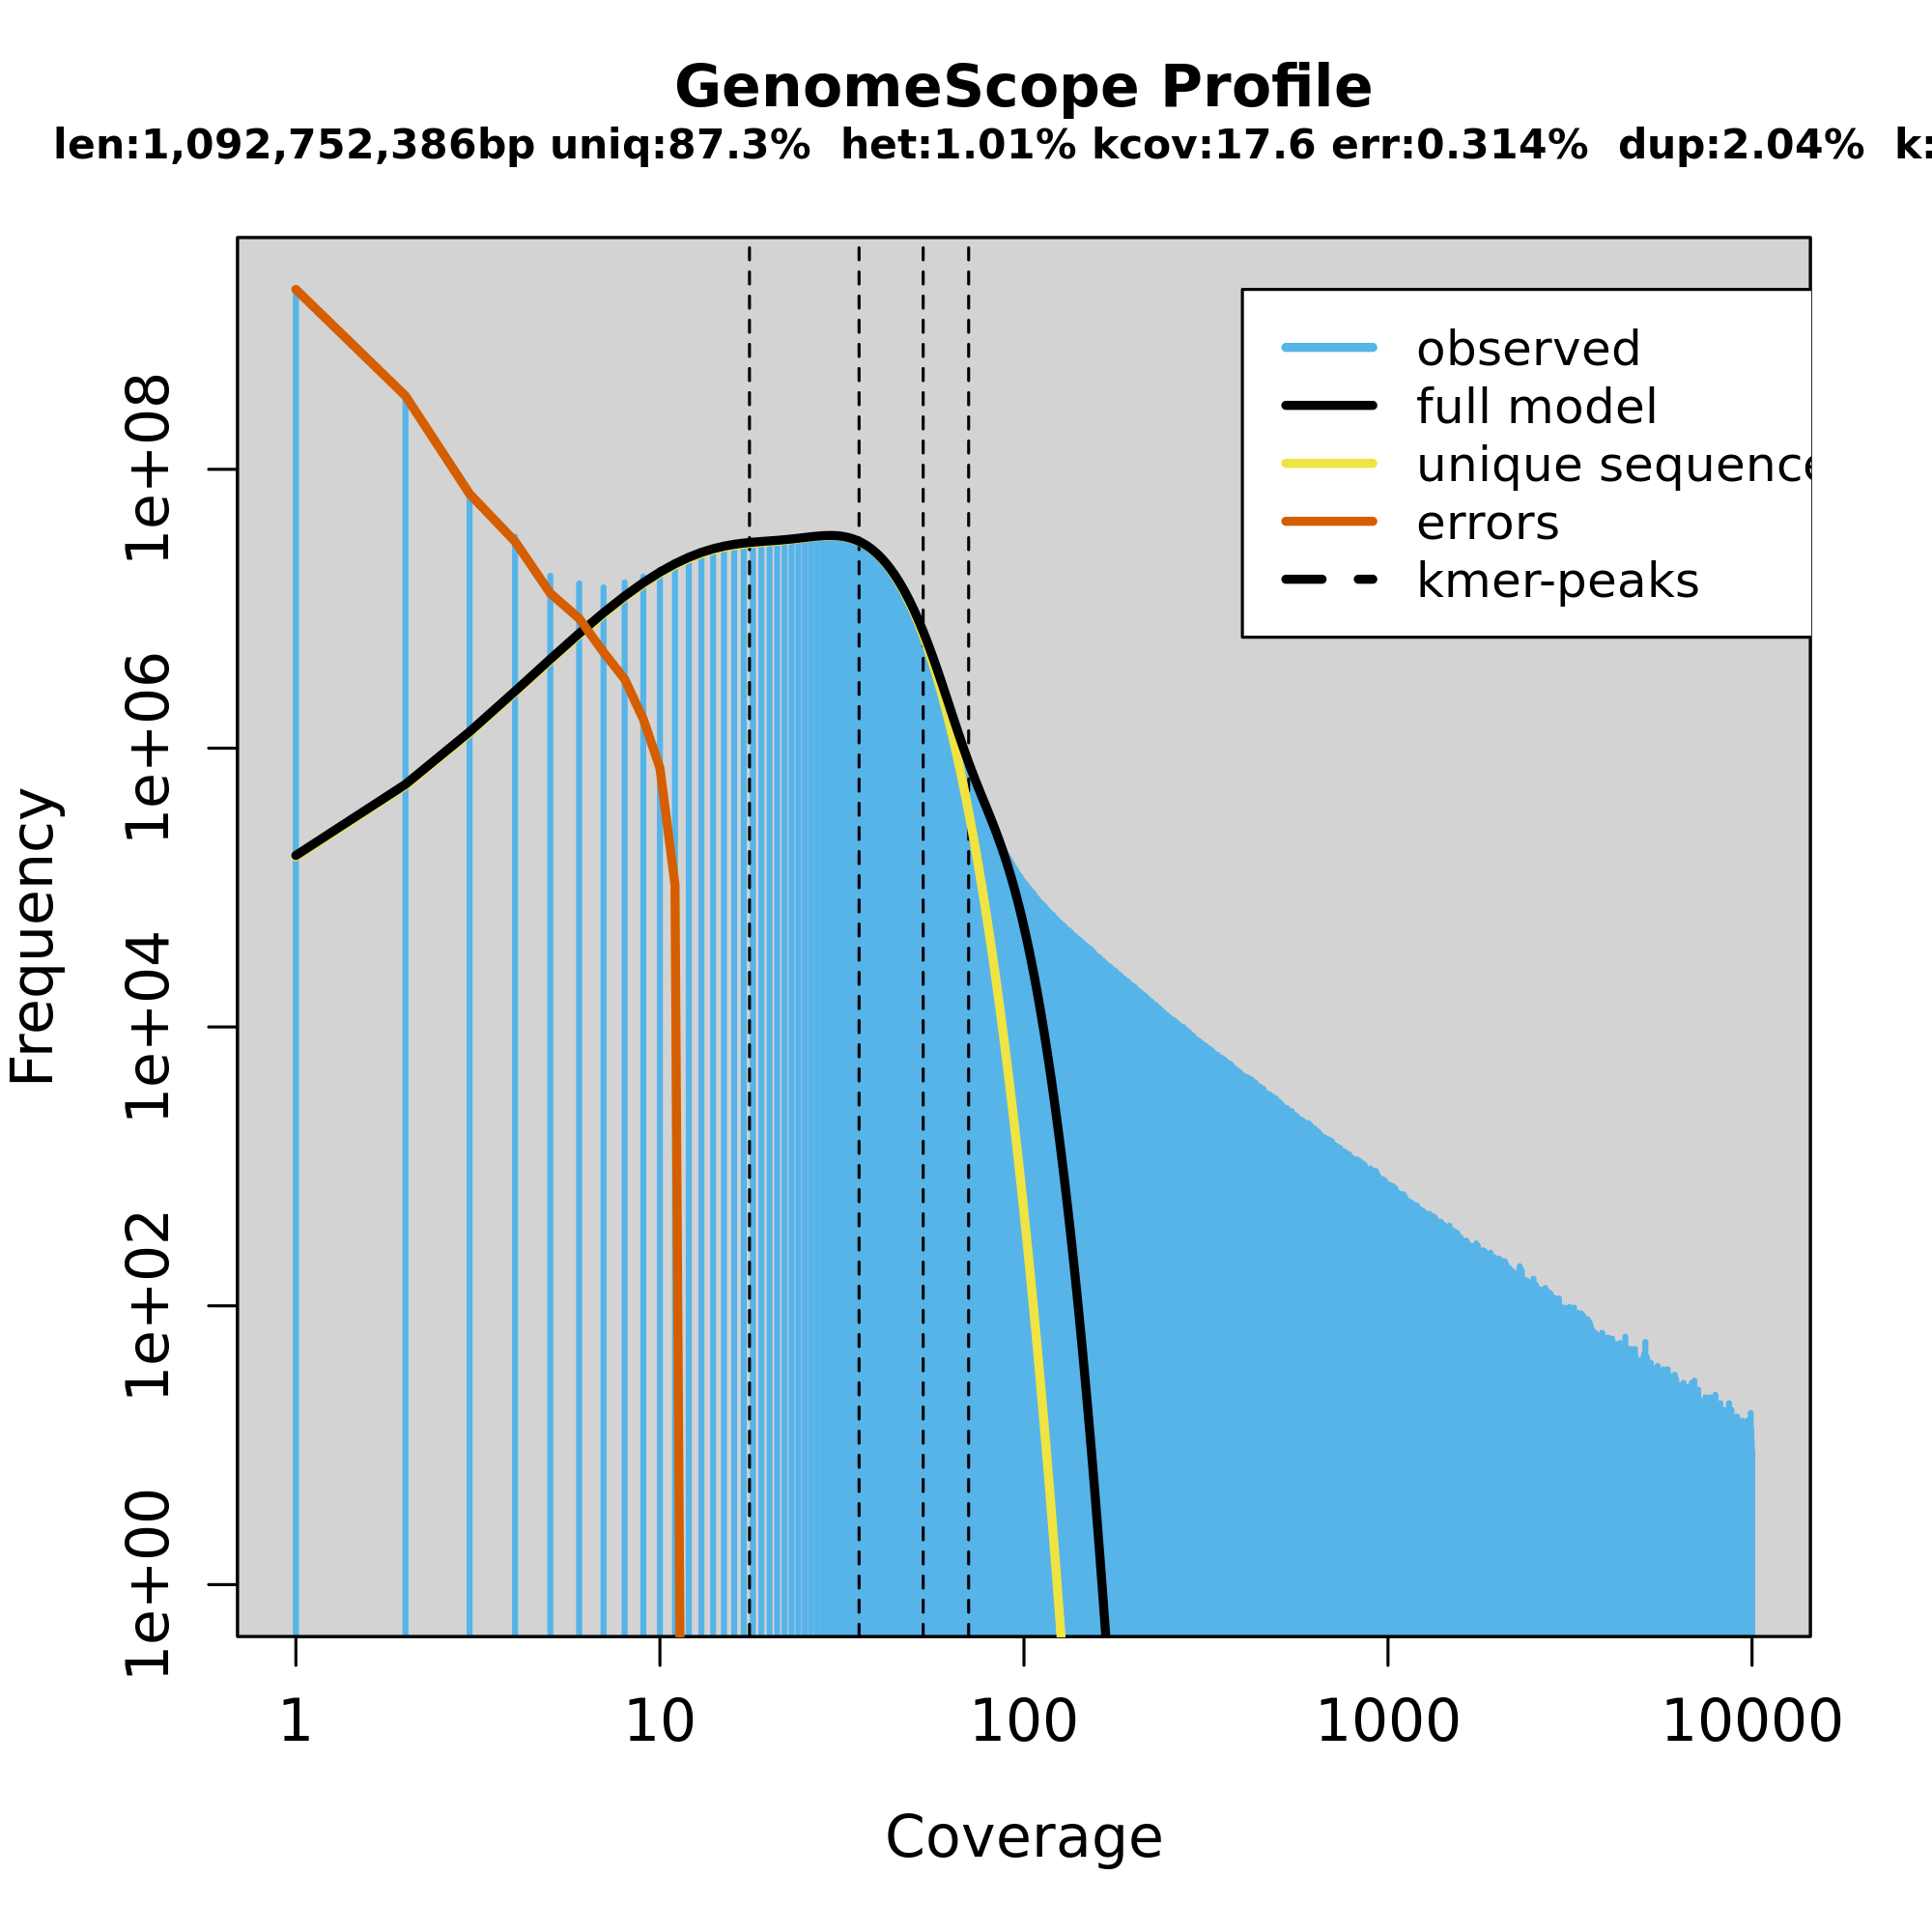 GenomeScope Profile
len:1,092,752,386bp uniq:87.3% het:1.01% kcov:17.6 err:0.314% dup:2.04% k:
observed
full model
unique sequence
errors
kmer-peaks
Frequency
1e+08
1e+06
1e+04
1e+02
1e+00
1 10 100 1000 10000
Coverage